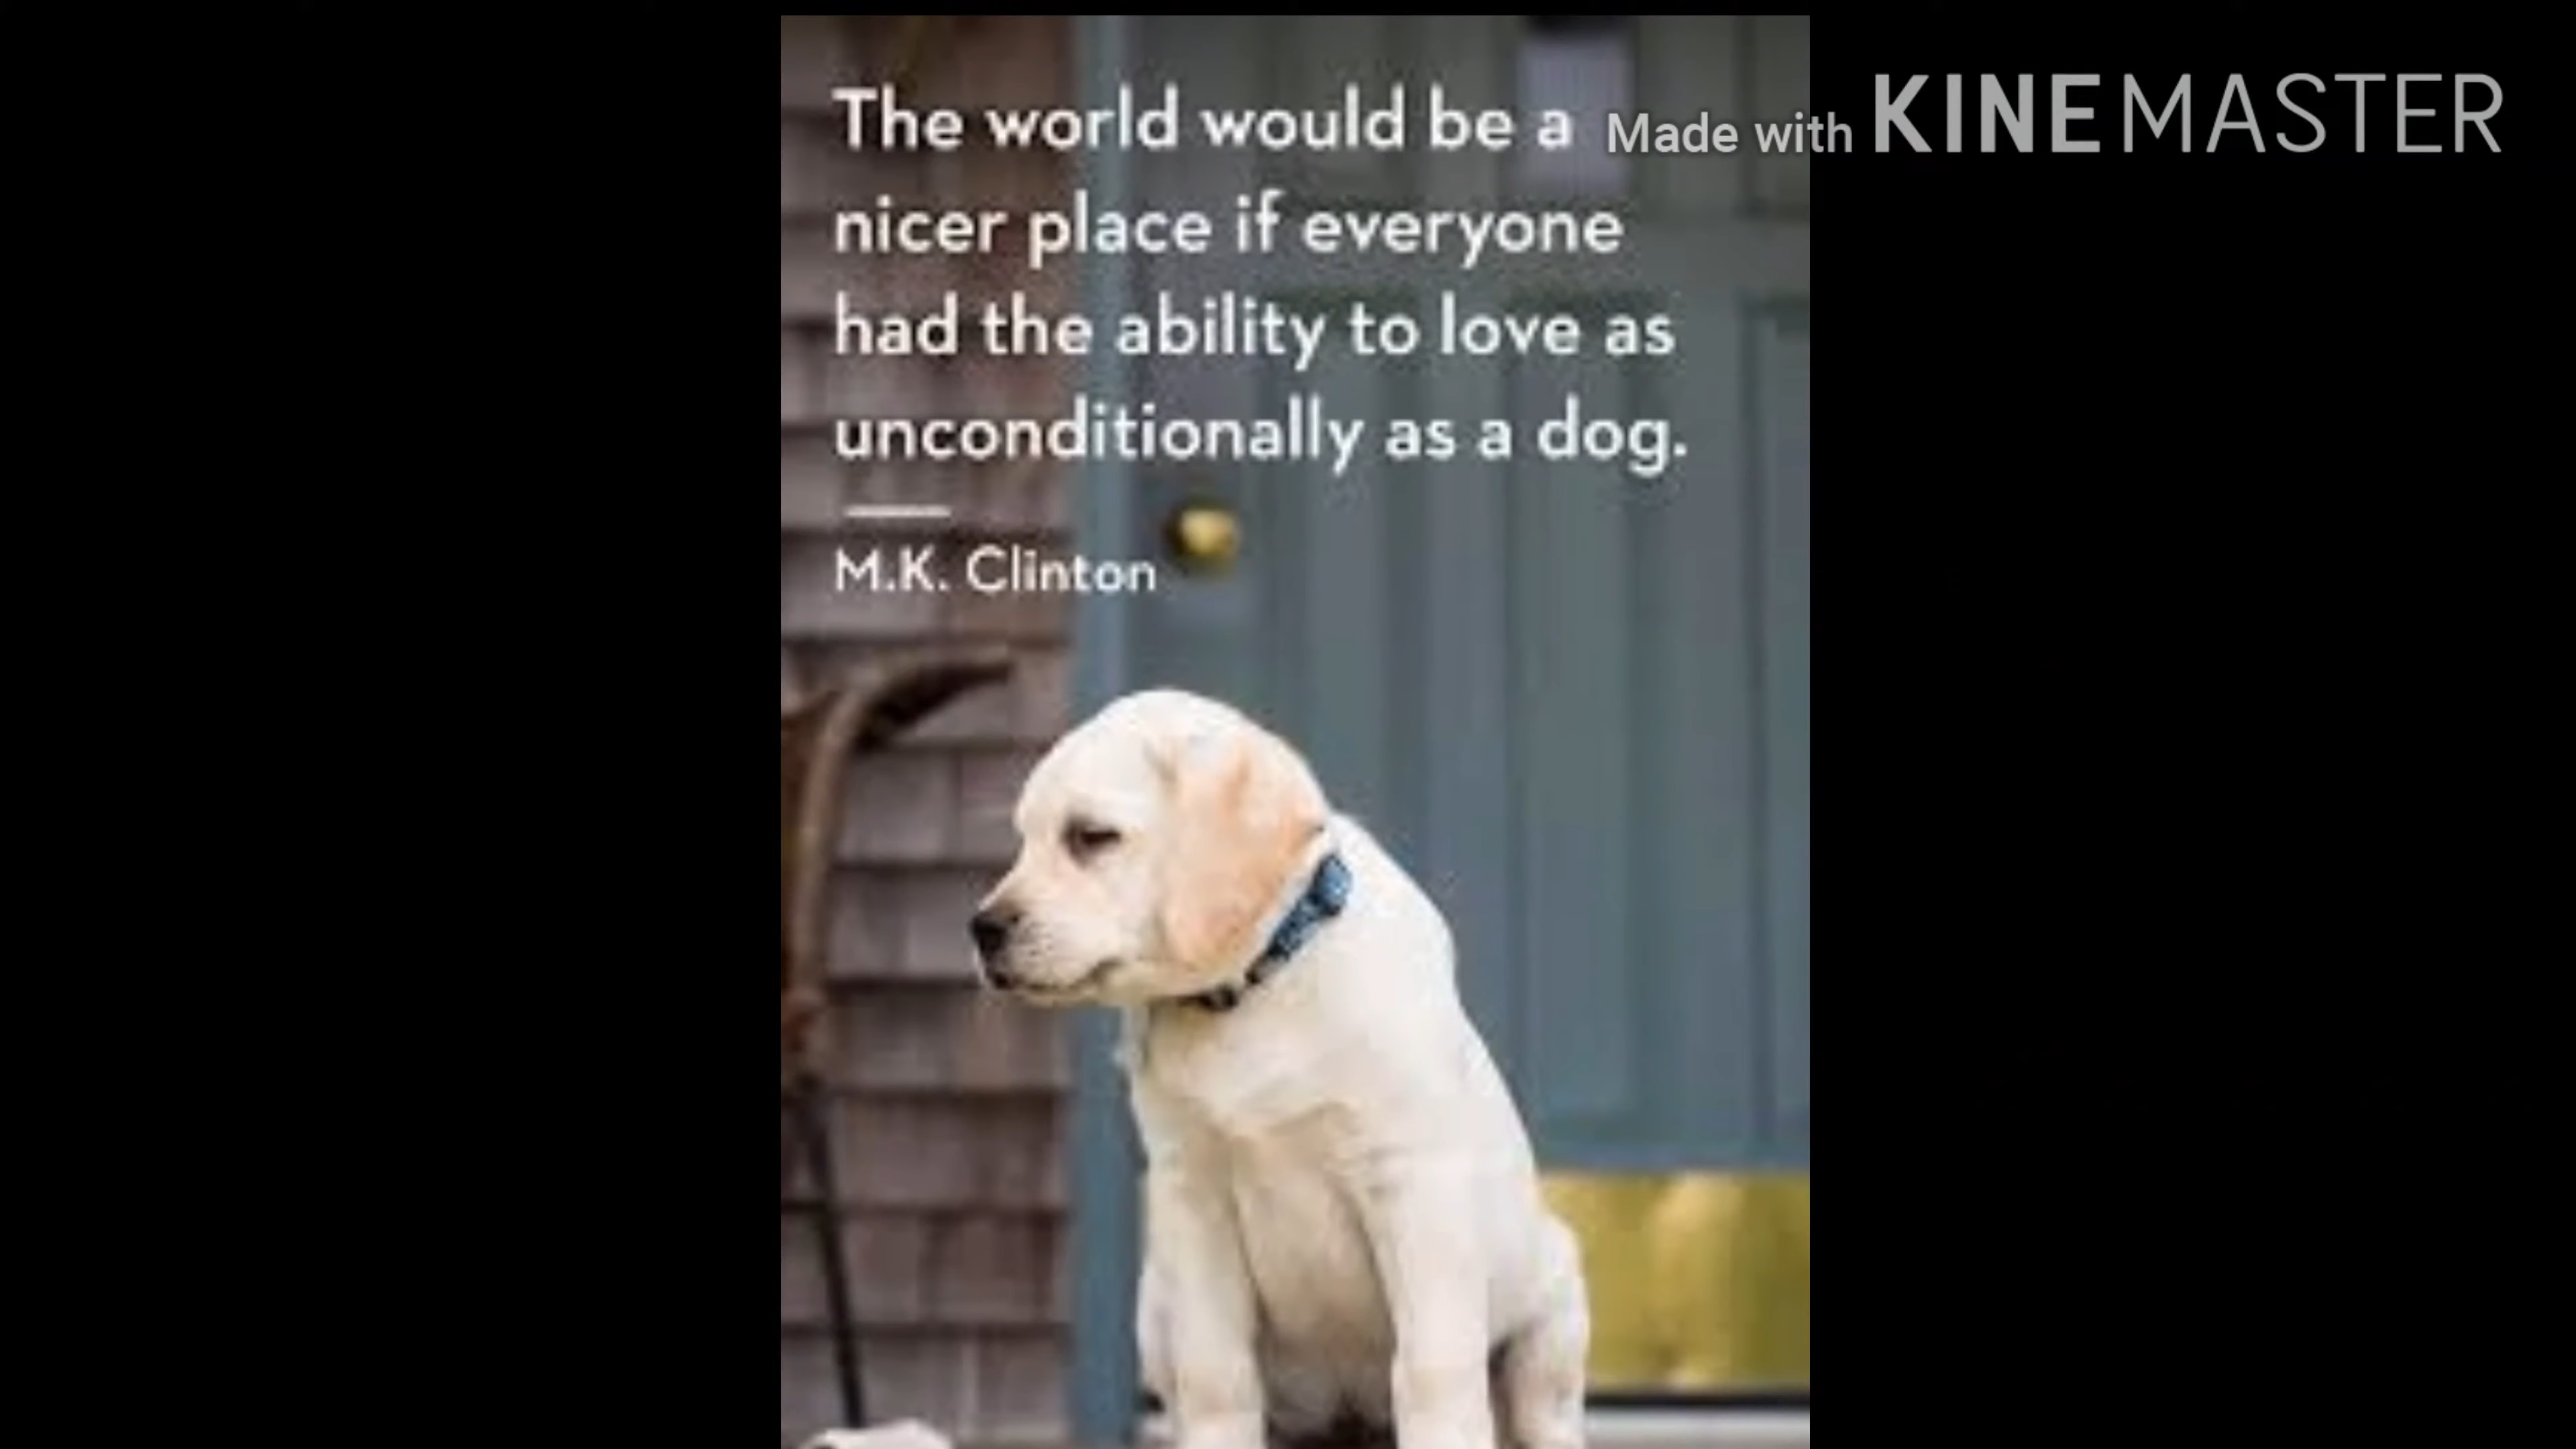 The world would be a
nicer place if everyone
had the ability to love as
unconditionally as a dog.
M.K. Clinton
Made with KINEMASTER